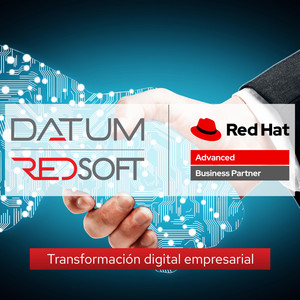 DATUM
REDSOFT
Red Hat
Advanced
Business Partner
Transformación digital empresarial